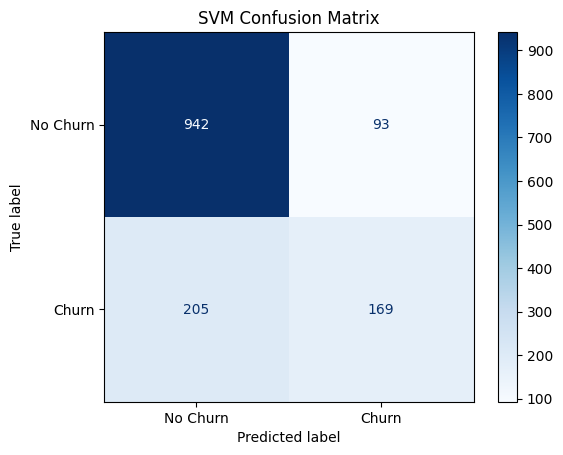 SVM Confusion Matrix
True label
No Churn
Churn
942
93
205
169
No Churn
Churn
Predicted label
900
800
700
600
500
400
300
200
100